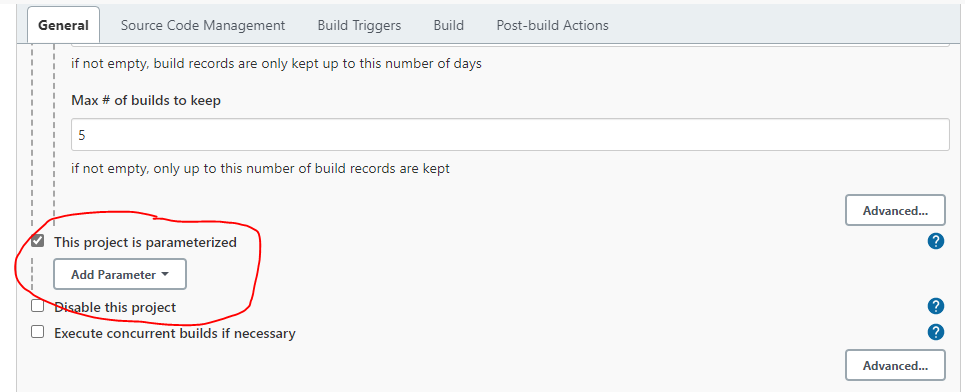 General Source Code Management Build Triggers Build Post-build Actions
if not empty, build records are only kept up to this number of days
Max # of builds to keep
5
if not empty, only up to this number of build records are kept
Advanced...
This project is parameterized ?
Add Parameter
Disable this project ?
Execute concurrent builds if necessary ?
Advanced...